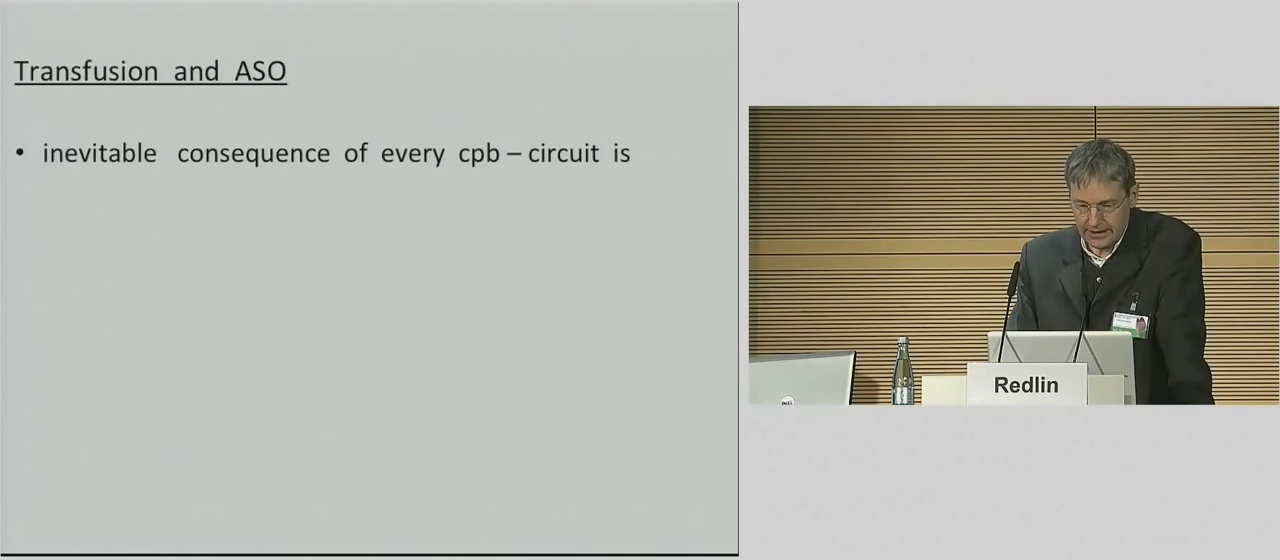 Transfusion and ASO
• inevitable consequence of every cpb – circuit is
Redlin